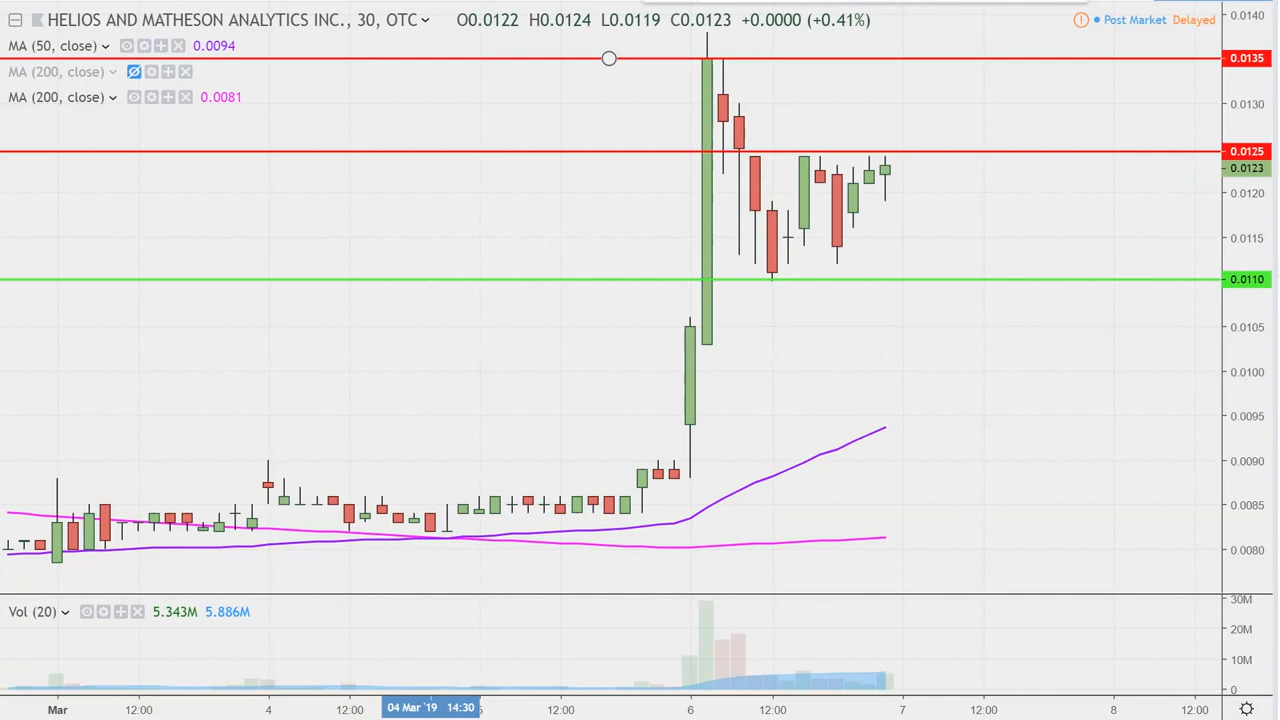 HELIOS AND MATHESON ANALYTICS INC., 30, OTC O0.0122 H0.0124 L0.0119 C0.0123 +0.0000 (+0.41%)
Post Market Delayed
MA (50, close) 0.0094
MA (200, close)
MA (200, close) 0.0081
0.0140
0.0135
0.0130
0.0125
0.0123
0.0120
0.0115
0.0110
0.0105
0.0100
0.0095
0.0090
0.0085
0.0080
Vol (20) 5.343M 5.886M
30M
20M
10M
0
Mar 12:00 4 12:00 04 Mar '19 14:30 12:00 6 12:00 7 12:00 8 12:00